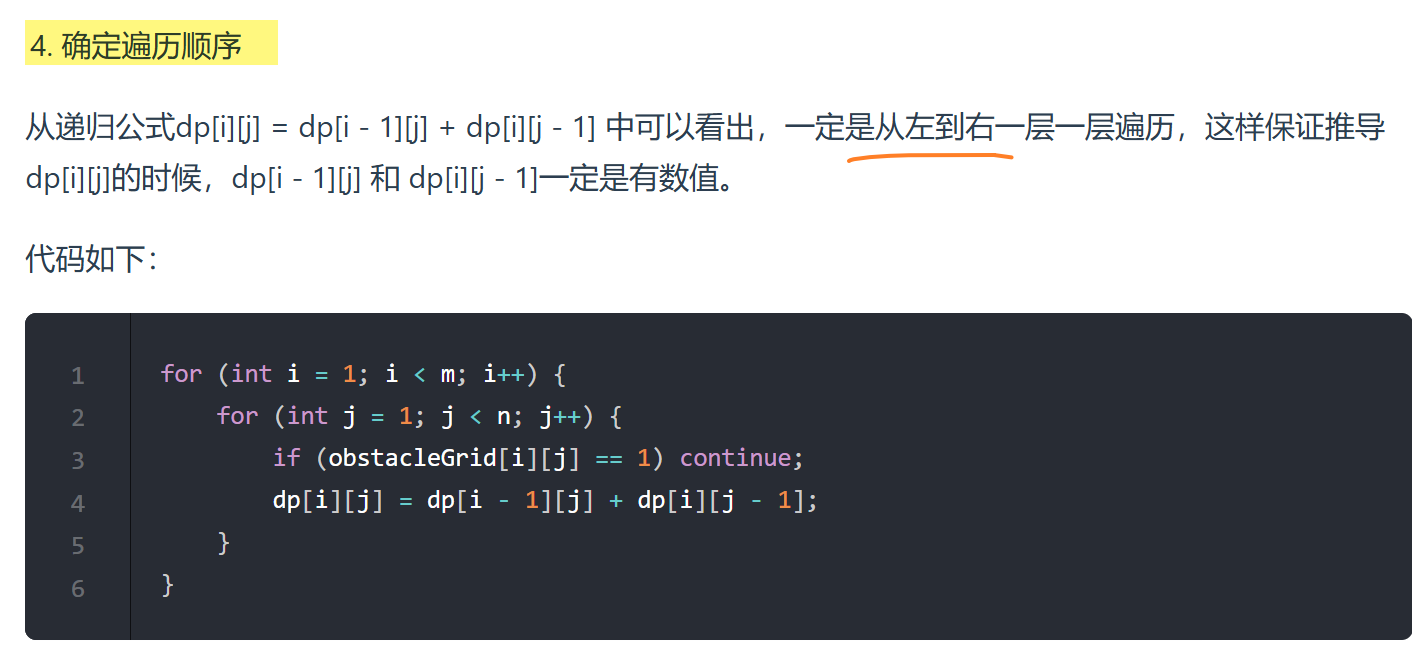 4. 确定遍历顺序
从递归公式dp[i][j] = dp[i - 1][j] + dp[i][j - 1] 中可以看出，一定是从左到右一层一层遍历，这样保证推导
dp[i][j]的时候，dp[i - 1][j] 和 dp[i][j - 1]一定是有数值。
代码如下：
1 for (int i = 1; i < m; i++) {
2     for (int j = 1; j < n; j++) {
3         if (obstacleGrid[i][j] == 1) continue;
4         dp[i][j] = dp[i - 1][j] + dp[i][j - 1];
5     }
6 }